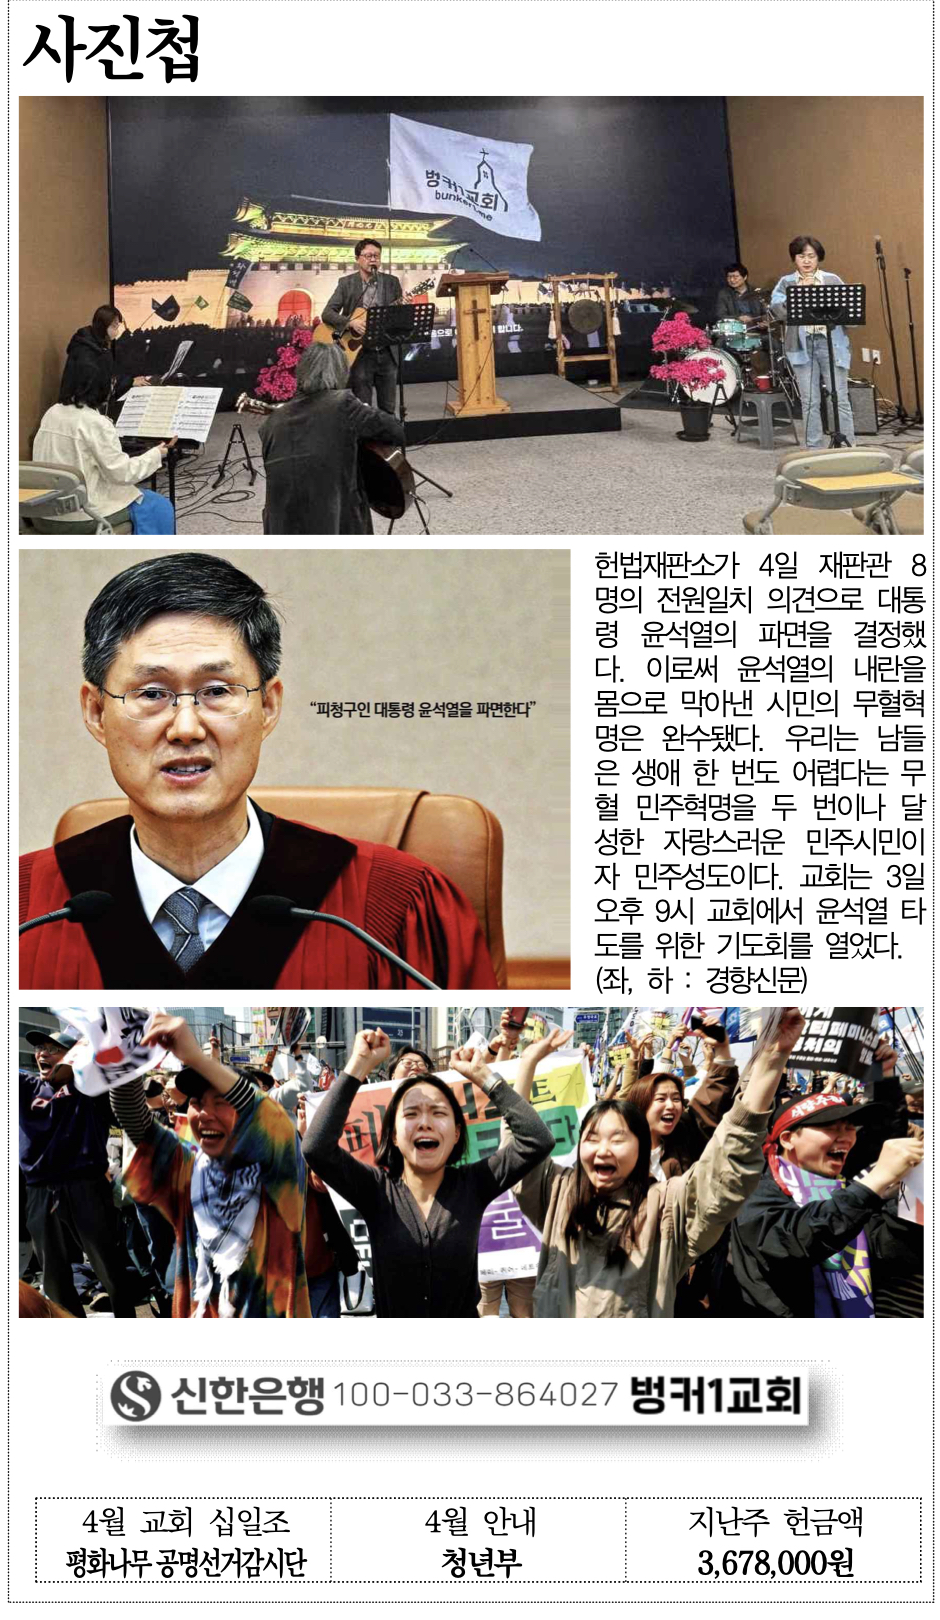 사진첩
벙커1교회
bunker1.me
“피청구인 대통령 윤석열을 파면한다”
헌법재판소가 4일 재판관 8
명의 전원일치 의견으로 대통
령 윤석열의 파면을 결정했
다. 이로써 윤석열의 내란을
몸으로 막아낸 시민의 무혈혁
명은 완수됐다. 우리는 남들
은 생애 한 번도 어렵다는 무
혈 민주혁명을 두 번이나 달
성한 자랑스러운 민주시민이
자 민주성도이다. 교회는 3일
오후 9시 교회에서 윤석열 타
도를 위한 기도회를 열었다.
(좌, 하 : 경향신문)
신한은행 100-033-864027 벙커1교회
4월 교회 십일조
평화나무 공명선거감시단
4월 안내
청년부
지난주 헌금액
3,678,000원